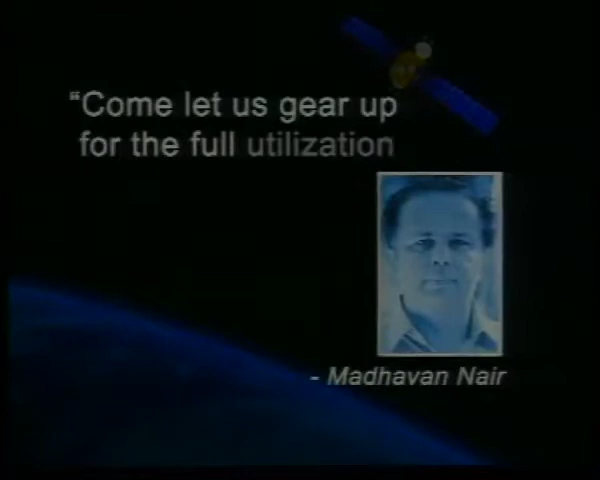 “Come let us gear up
for the full utilization
- Madhavan Nair